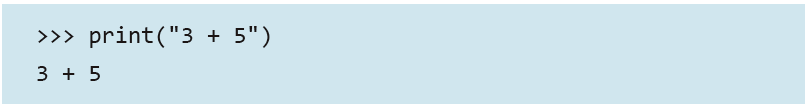 >>> print("3 + 5")
3 + 5